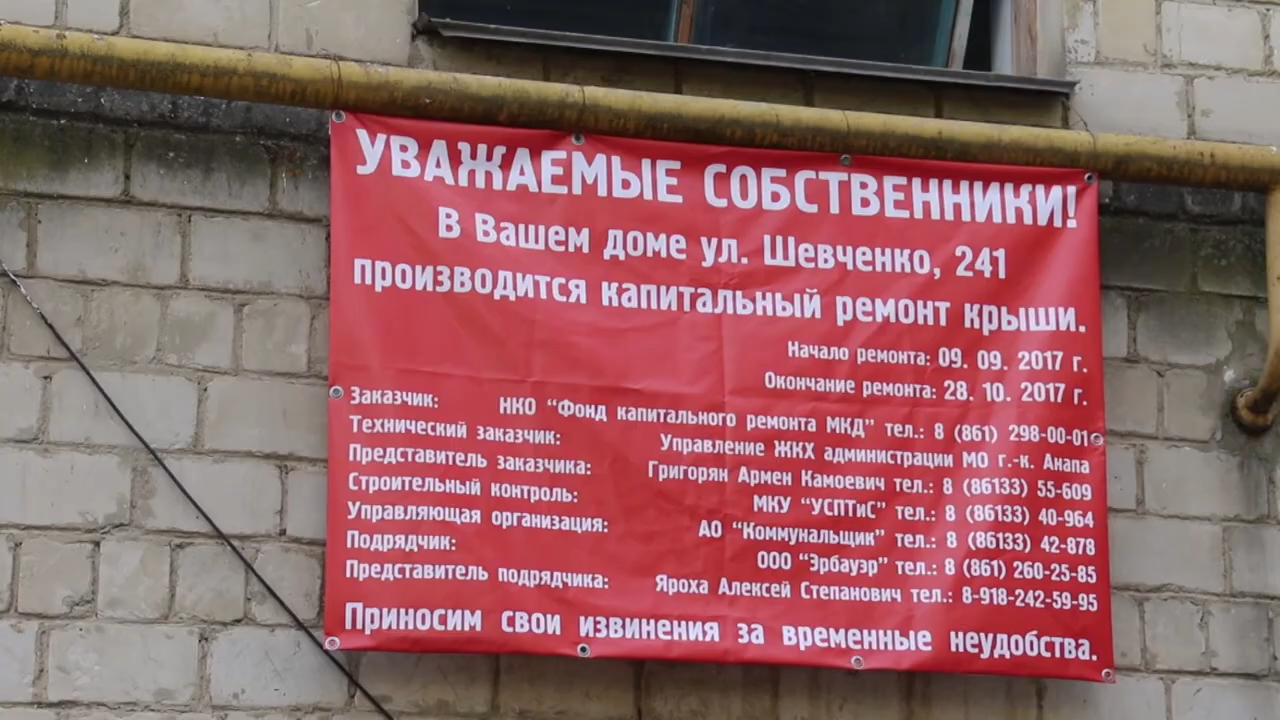 УВАЖАЕМЫЕ СОБСТВЕННИКИ!
В Вашем доме ул. Шевченко, 241
производится капитальный ремонт крыши.
Начало ремонта: 09. 09. 2017 г.
Окончание ремонта: 28. 10. 2017 г.
Заказчик: НКО “Фонд капитального ремонта МКД” тел.: 8 (861) 298-00-01
Технический заказчик: Управление ЖКХ администрации МО г.-к. Анапа
Представитель заказчика: Григорян Армен Камоевич тел.: 8 (86133) 55-609
Строительный контроль: МКУ “УСПТиС” тел.: 8 (86133) 40-964
Управляющая организация: АО “Коммунальщик” тел.: 8 (86133) 42-878
Подрядчик: ООО “Эрбауэр” тел.: 8 (861) 260-25-85
Представитель подрядчика: Яроха Алексей Степанович тел.: 8-918-242-59-95
Приносим свои извинения за временные неудобства.